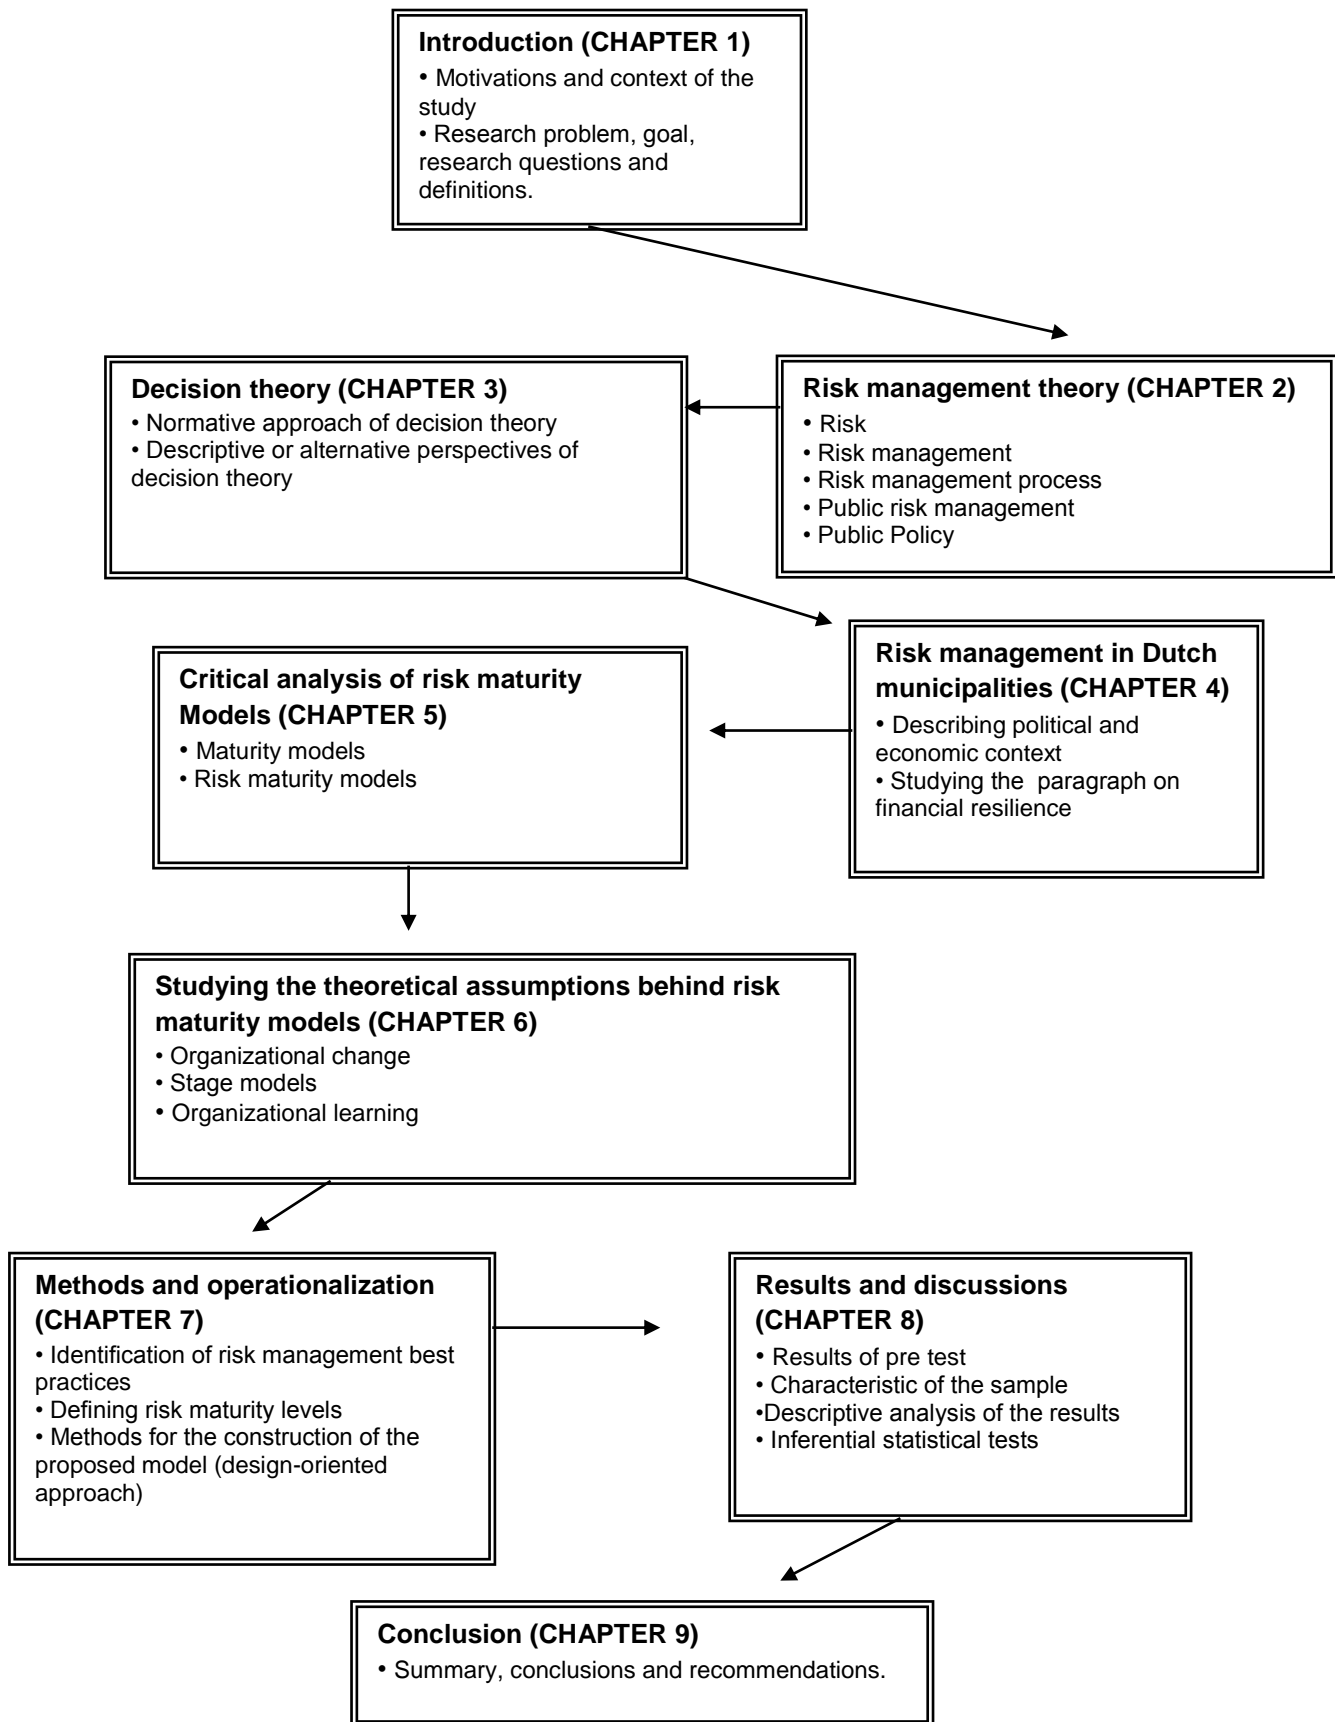 Introduction (CHAPTER 1)
• Motivations and context of the
study
• Research problem, goal,
research questions and
definitions.
Risk management theory (CHAPTER 2)
• Risk
• Risk management
• Risk management process
• Public risk management
• Public Policy
Decision theory (CHAPTER 3)
• Normative approach of decision theory
• Descriptive or alternative perspectives of
decision theory
Risk management in Dutch
municipalities (CHAPTER 4)
• Describing political and
economic context
• Studying the  paragraph on
financial resilience
Critical analysis of risk maturity
Models (CHAPTER 5)
• Maturity models
• Risk maturity models
Studying the theoretical assumptions behind risk
maturity models (CHAPTER 6)
• Organizational change
• Stage models
• Organizational learning
Methods and operationalization
(CHAPTER 7)
• Identification of risk management best
practices
• Defining risk maturity levels
• Methods for the construction of the
proposed model (design-oriented
approach)
Results and discussions
(CHAPTER 8)
• Results of pre test
• Characteristic of the sample
•Descriptive analysis of the results
• Inferential statistical tests
Conclusion (CHAPTER 9)
• Summary, conclusions and recommendations.